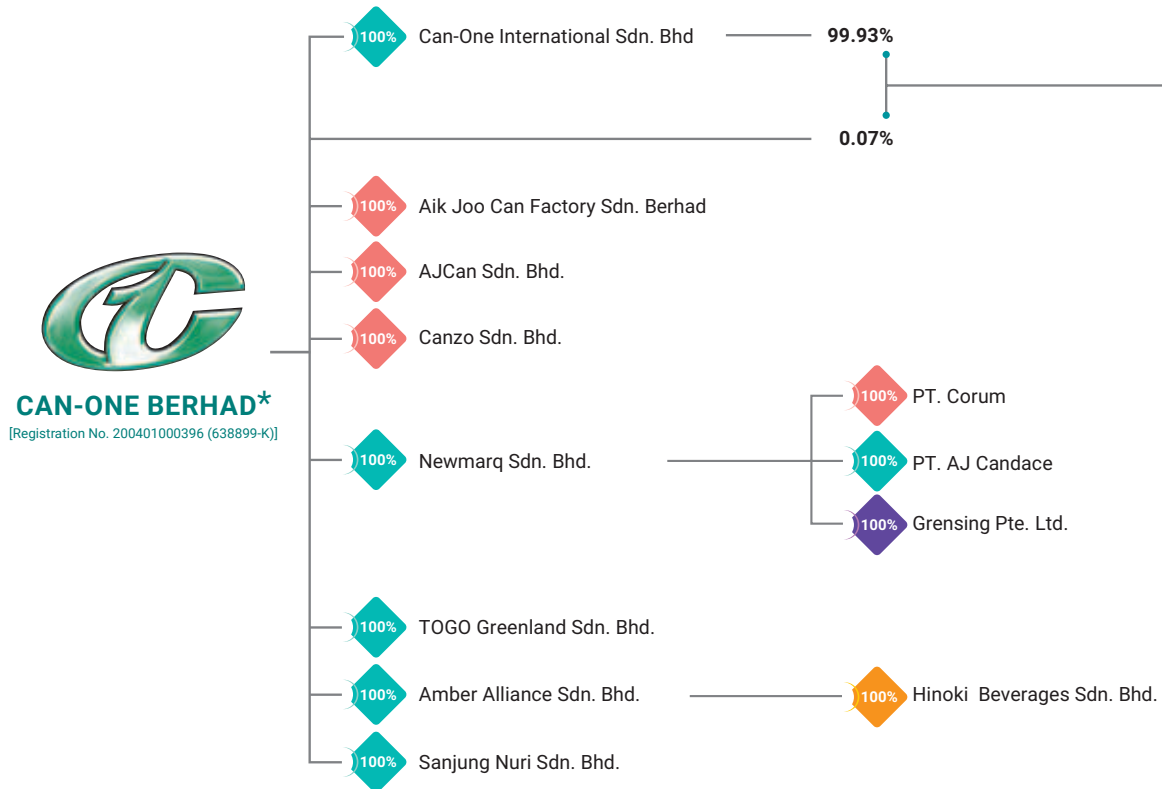 100% Can-One International Sdn. Bhd 99.93%
0.07%
100% Aik Joo Can Factory Sdn. Berhad
100% AJCan Sdn. Bhd.
100% Canzo Sdn. Bhd.
CAN-ONE BERHAD*
[Registration No. 200401000396 (638899-K)]
100% Newmarq Sdn. Bhd.
100% PT. Corum
100% PT. AJ Candace
100% Grensing Pte. Ltd.
100% TOGO Greenland Sdn. Bhd.
100% Amber Alliance Sdn. Bhd.
100% Hinoki  Beverages Sdn. Bhd.
100% Sanjung Nuri Sdn. Bhd.